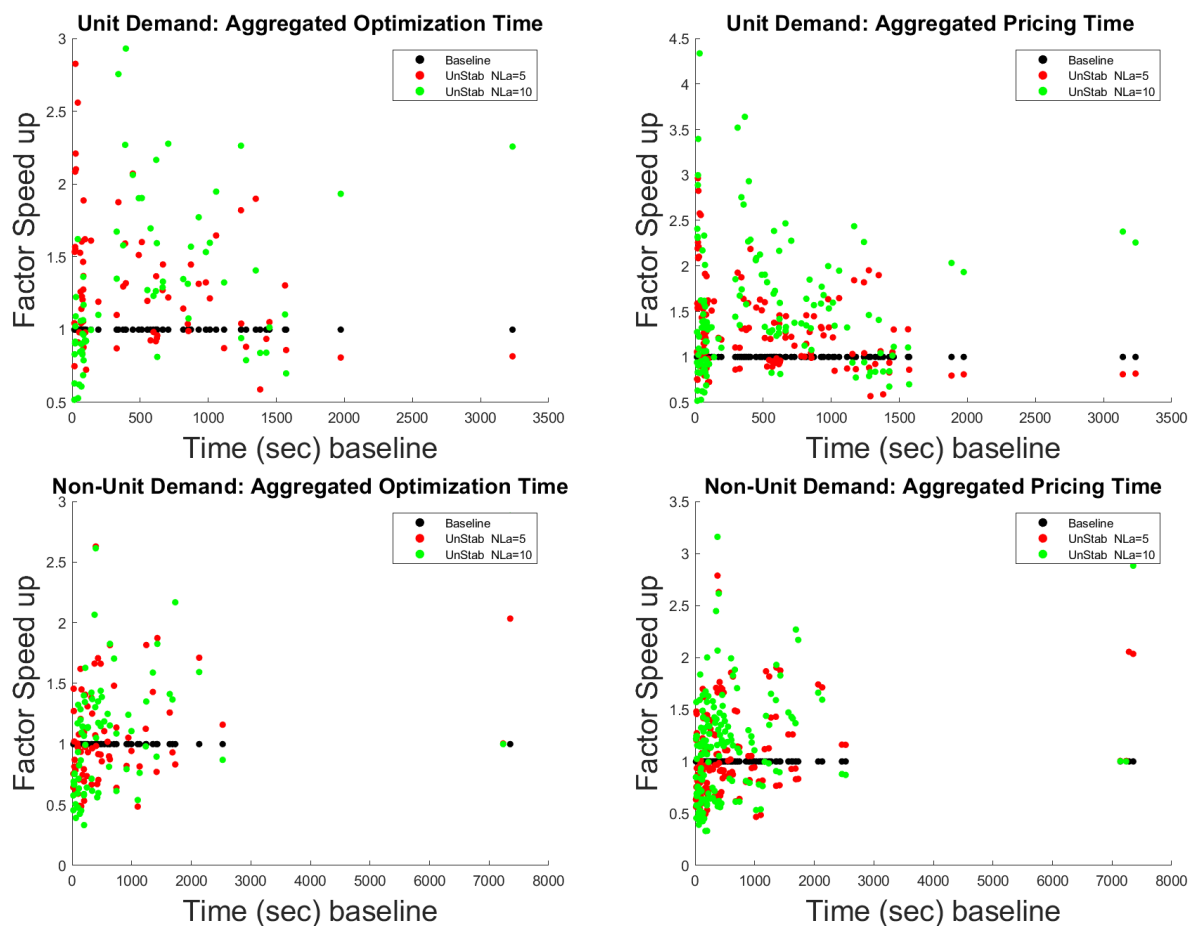 Unit Demand: Aggregated Optimization Time
3
2.5
2
1.5
1
0.5
Factor Speed up
Baseline
UnStab NLa=5
UnStab NLa=10
0 500 1000 1500 2000 2500 3000 3500
Time (sec) baseline
Unit Demand: Aggregated Pricing Time
4.5
4
3.5
3
2.5
2
1.5
1
0.5
Factor Speed up
Baseline
UnStab NLa=5
UnStab NLa=10
0 500 1000 1500 2000 2500 3000 3500
Time (sec) baseline
Non-Unit Demand: Aggregated Optimization Time
3
2.5
2
1.5
1
0.5
0
Factor Speed up
Baseline
UnStab NLa=5
UnStab NLa=10
0 1000 2000 3000 4000 5000 6000 7000 8000
Time (sec) baseline
Non-Unit Demand: Aggregated Pricing Time
3.5
3
2.5
2
1.5
1
0.5
0
Factor Speed up
Baseline
UnStab NLa=5
UnStab NLa=10
0 1000 2000 3000 4000 5000 6000 7000 8000
Time (sec) baseline